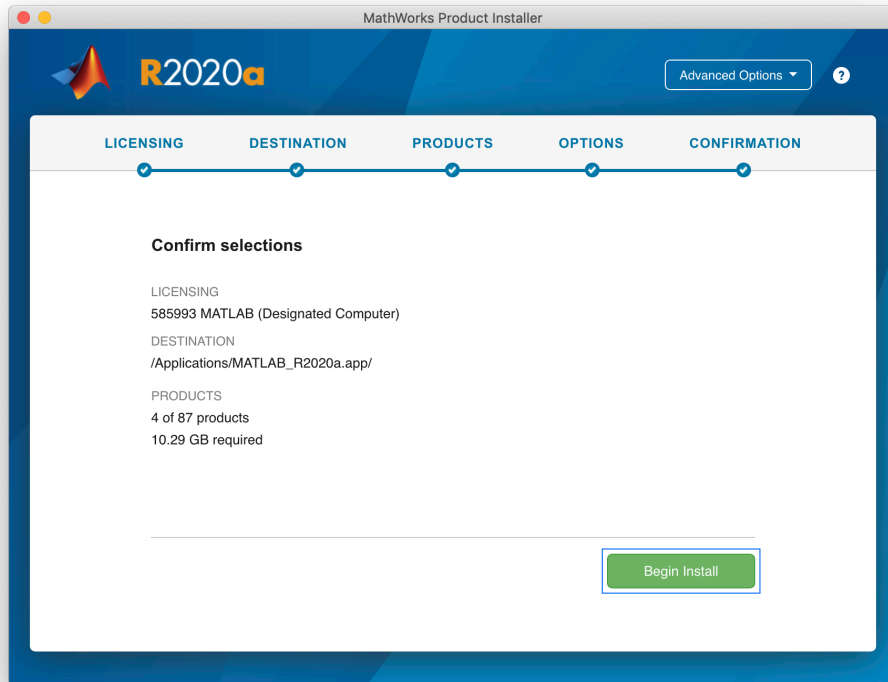 MathWorks Product Installer
R2020a
Advanced Options
?
LICENSING DESTINATION PRODUCTS OPTIONS CONFIRMATION
Confirm selections
LICENSING
585993 MATLAB (Designated Computer)
DESTINATION
/Applications/MATLAB_R2020a.app/
PRODUCTS
4 of 87 products
10.29 GB required
Begin Install